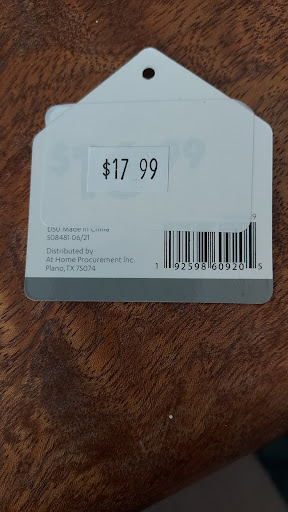 $17 99
Made in China
508481 06/21
Distributed by
At Home Procurement Inc.
Plano, TX 75074
1 92598 60920 5